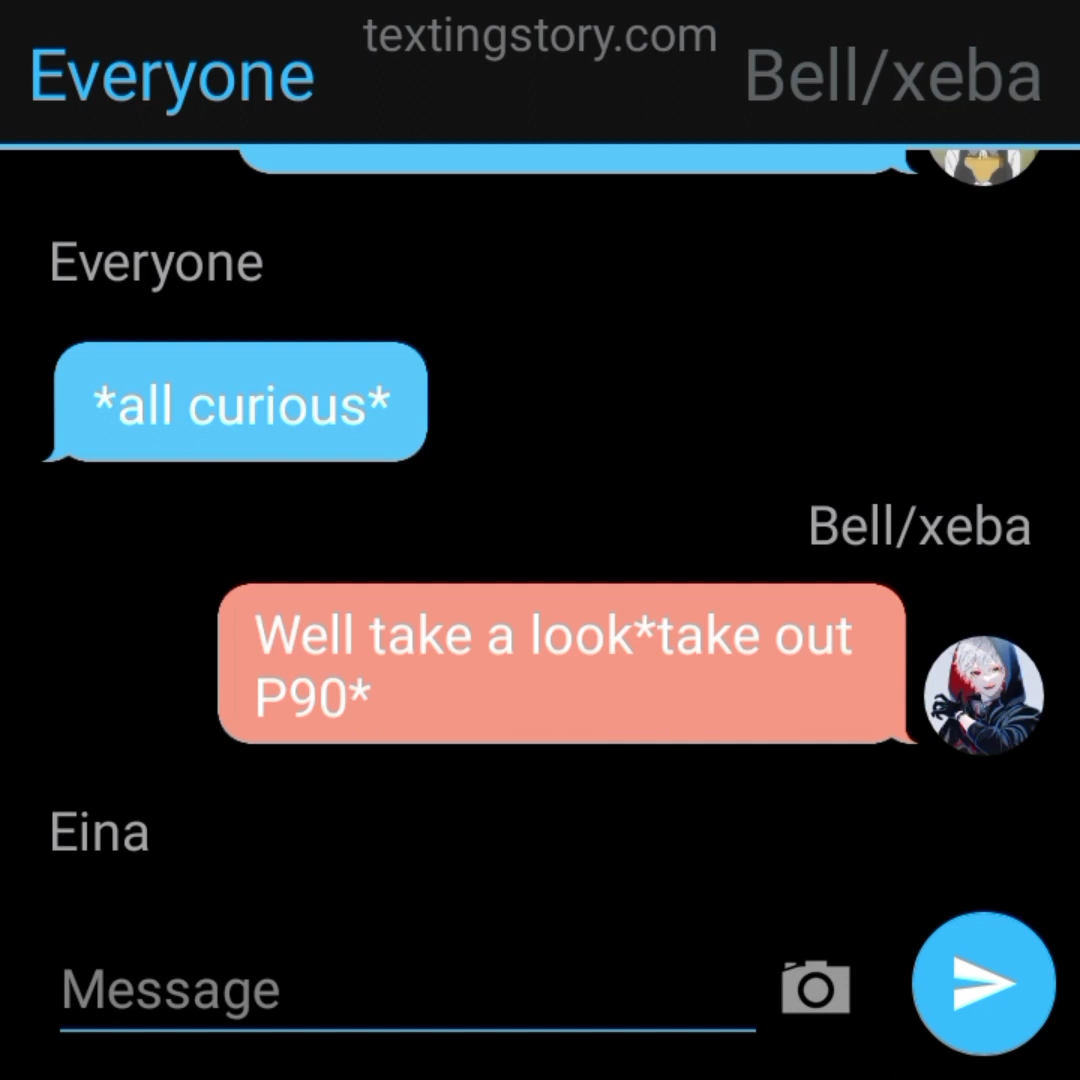 textingstory.com
Everyone
Bell/xeba
Everyone
*all curious*
Bell/xeba
Well take a look*take out
P90*
Eina
Message